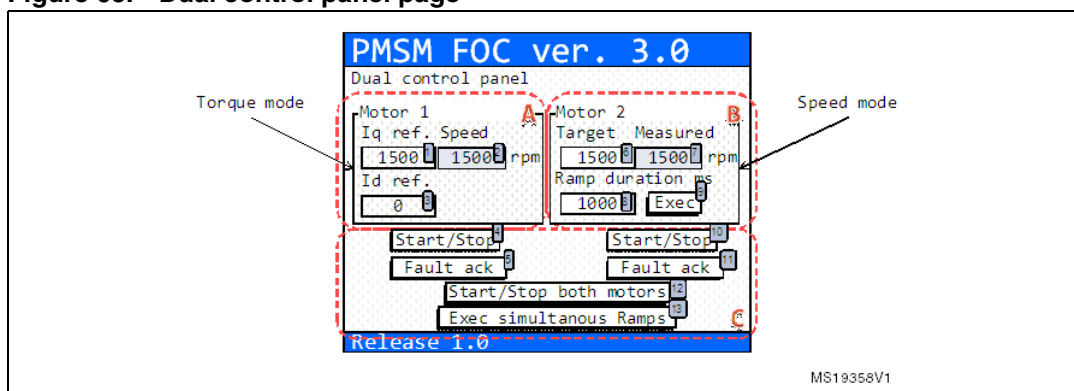 Figure 63. Dual control panel page
PMSM FOC ver. 3.0
Dual control panel
Torque mode
Speed mode
Motor 1 A
Iq ref. Speed
1500 1 1500 2 rpm
Id ref.
0 3
Motor 2 B
Target Measured
1500 6 1500 7 rpm
Ramp duration ms
1000 8 Exec 9
Start/Stop 4
Start/Stop 10
Fault ack 5
Fault ack 11
Start/Stop both motors 12
Exec simultanous Ramps 13
C
Release 1.0
MS19358V1